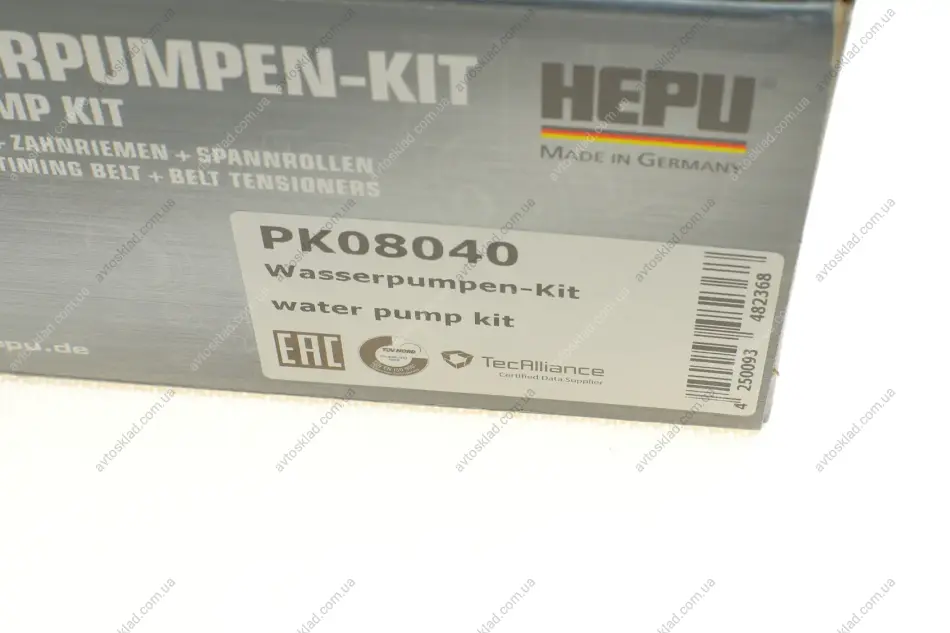 RPUMPEN-KIT
MP KIT
+ ZAHNRIEMEN + SPANNROLLEN
TIMING BELT + BELT TENSIONERS
HEPU
MADE IN GERMANY
PK08040
Wasserpumpen-Kit
water pump kit
EAC
TecAlliance
Certified Data Supplier
4 250093 482368
pu.de
avtosklad.com.ua